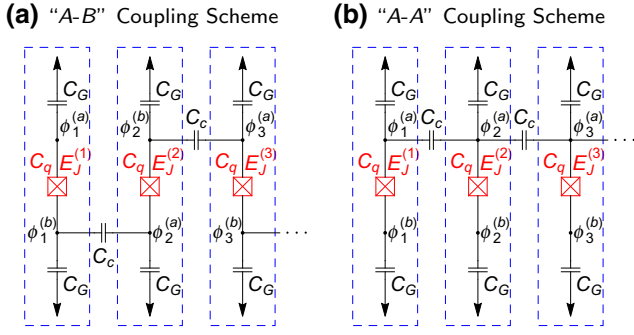 (a) "A-B" Coupling Scheme
C_G C_G C_G
ϕ_1^{(a)} ϕ_2^{(b)} C_c ϕ_3^{(a)}
C_q E_J^{(1)} C_q E_J^{(2)} C_q E_J^{(3)}
ϕ_1^{(b)} C_c ϕ_2^{(a)} ϕ_3^{(b)} ···
C_G C_G C_G
(b) "A-A" Coupling Scheme
C_G C_G C_G
ϕ_1^{(a)} C_c ϕ_2^{(a)} C_c ϕ_3^{(a)} ···
C_q E_J^{(1)} C_q E_J^{(2)} C_q E_J^{(3)}
ϕ_1^{(b)} ϕ_2^{(b)} ϕ_3^{(b)}
C_G C_G C_G